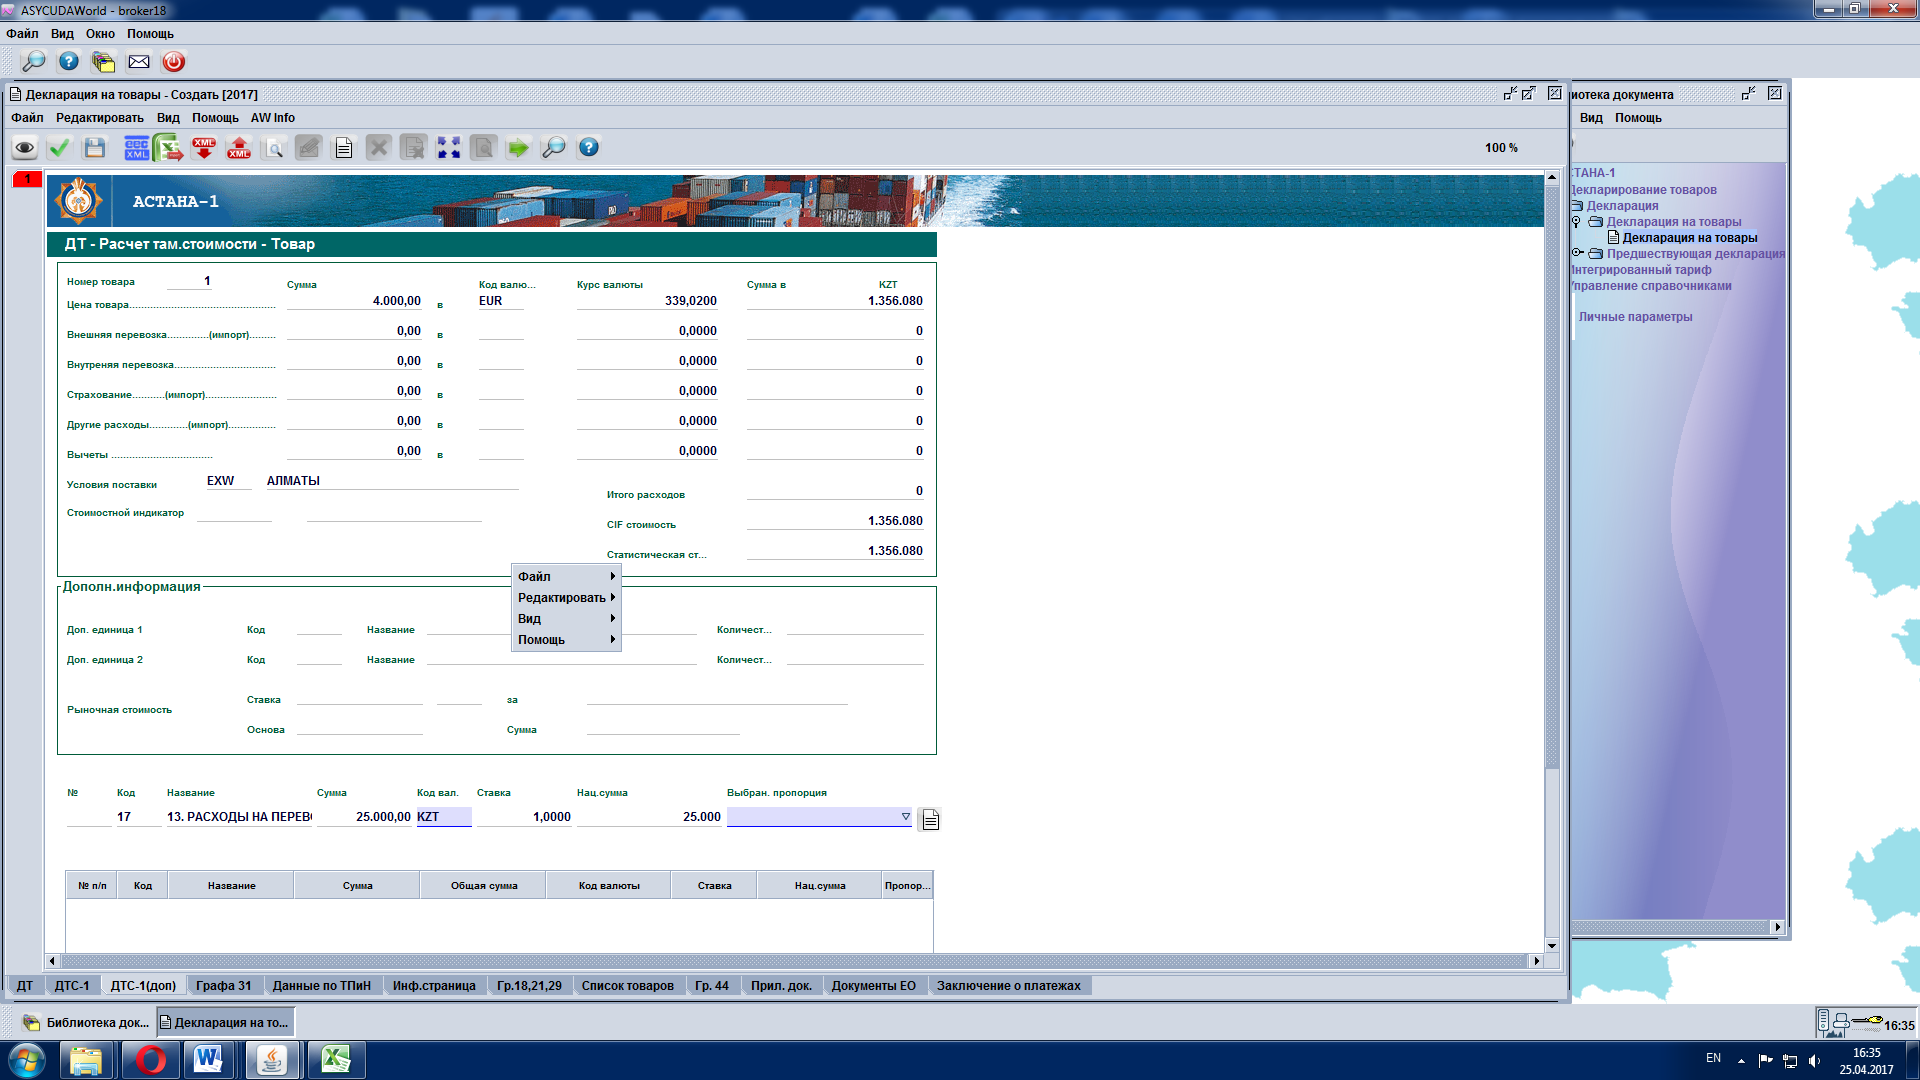 ASYCUDAWorld - broker18
Файл Вид Окно Помощь
Декларация на товары - Создать [2017]
иотека документа
Файл Редактировать Вид Помощь AW Info
Вид Помощь
100 %
1
АСТАНА-1
ТАНА-1
Декларирование товаров
Декларация
Декларация на товары
Декларация на товары
Предшествующая декларация
Интегрированный тариф
Управление справочниками
Личные параметры
ДТ - Расчет там.стоимости - Товар
Номер товара 1 Сумма Код валю... Курс валюты Сумма в KZT
Цена товара................................................ 4.000,00 в EUR 339,0200 1.356.080
Внешняя перевозка..............(импорт)......... 0,00 в 0,0000 0
Внутреняя перевозка.................................. 0,00 в 0,0000 0
Страхование...........(импорт)........................ 0,00 в 0,0000 0
Другие расходы.............(импорт)................ 0,00 в 0,0000 0
Вычеты .................................. 0,00 в 0,0000 0
Условия поставки EXW АЛМАТЫ
Итого расходов 0
Стоимостной индикатор
CIF стоимость 1.356.080
Статистическая ст... 1.356.080
Файл
Редактировать
Вид
Помощь
Дополн.информация
Доп. единица 1 Код Название Количест...
Доп. единица 2 Код Название Количест...
Рыночная стоимость
Ставка за
Основа Сумма
№ Код Название Сумма Код вал. Ставка Нац.сумма Выбран. пропорция
17 13. РАСХОДЫ НА ПЕРЕВО 25.000,00 KZT 1,0000 25.000
№ п/п Код Название Сумма Общая сумма Код валюты Ставка Нац.сумма Пропор...
ДТ ДТС-1 ДТС-1(доп) Графа 31 Данные по ТПиН Инф.страница Гр.18,21,29 Список товаров Гр. 44 Прил. док. Документы ЕО Заключение о платежах
Библиотека док... Декларация на то...
16:35
EN
16:35
25.04.2017